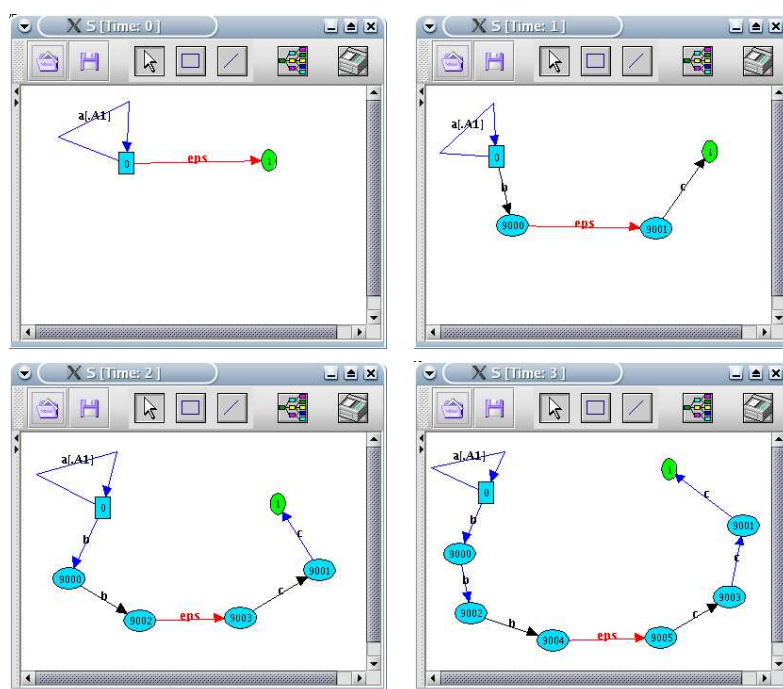 X S [Time: 0]
a[.A1]
0
eps
1
X S [Time: 1]
a[.A1]
0
1
b
c
9000
eps
9001
X S [Time: 2]
a[.A1]
0
1
b
c
9000
9001
b
c
9002
eps
9003
X S [Time: 3]
a[.A1]
1
0
c
b
9001
9000
c
b
9003
9002
b
c
9004
eps
9005